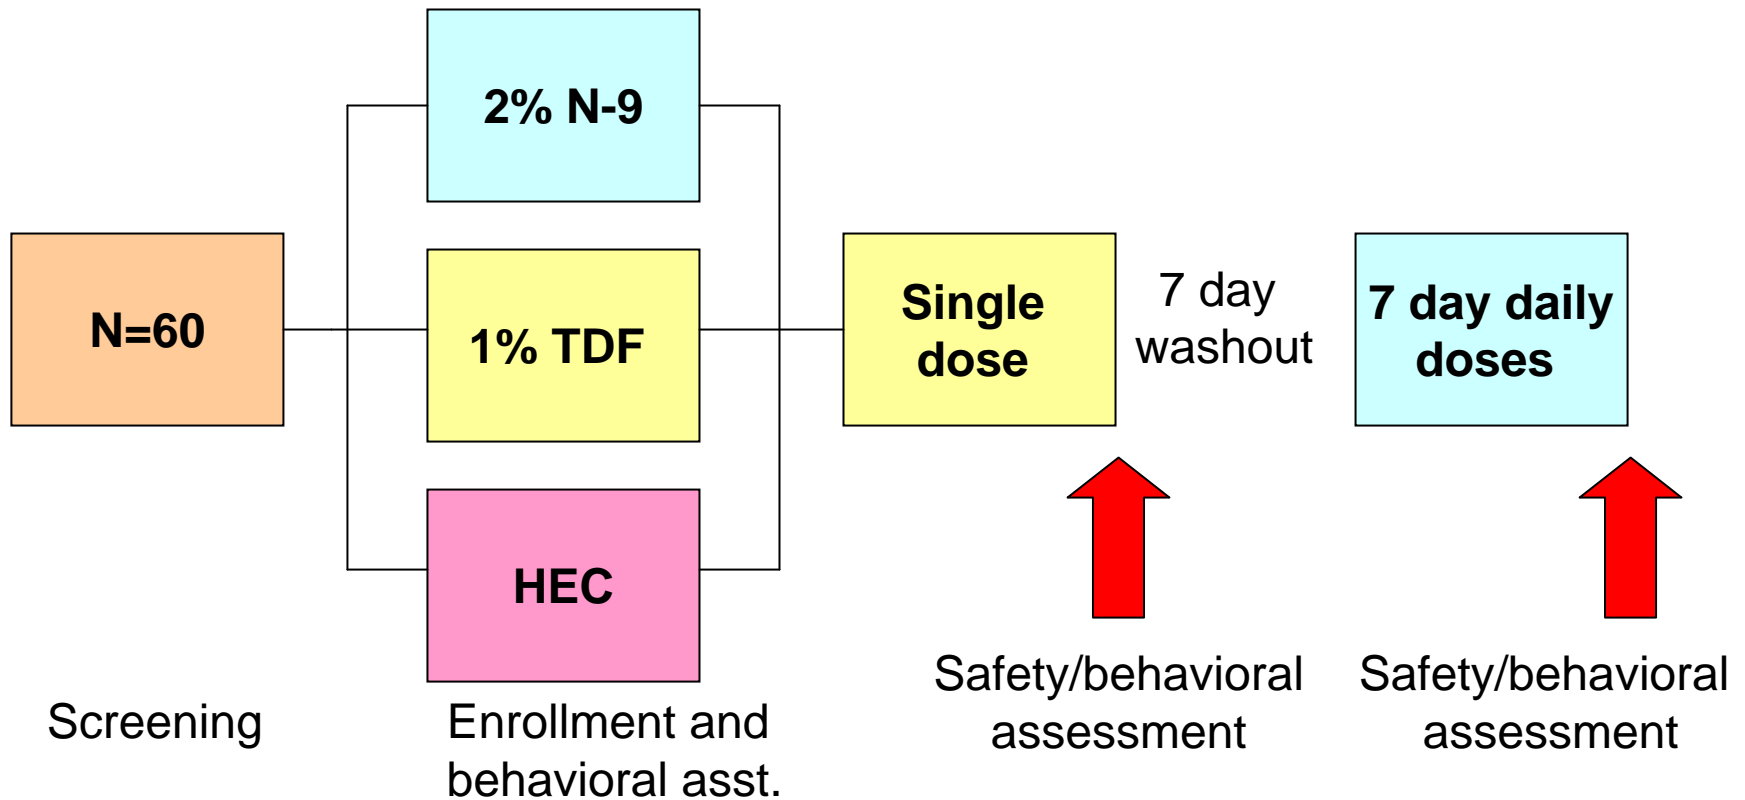 2% N-9
N=60
1% TDF
HEC
Single
dose
7 day
washout
7 day daily
doses
Screening
Enrollment and
behavioral asst.
Safety/behavioral
assessment
Safety/behavioral
assessment